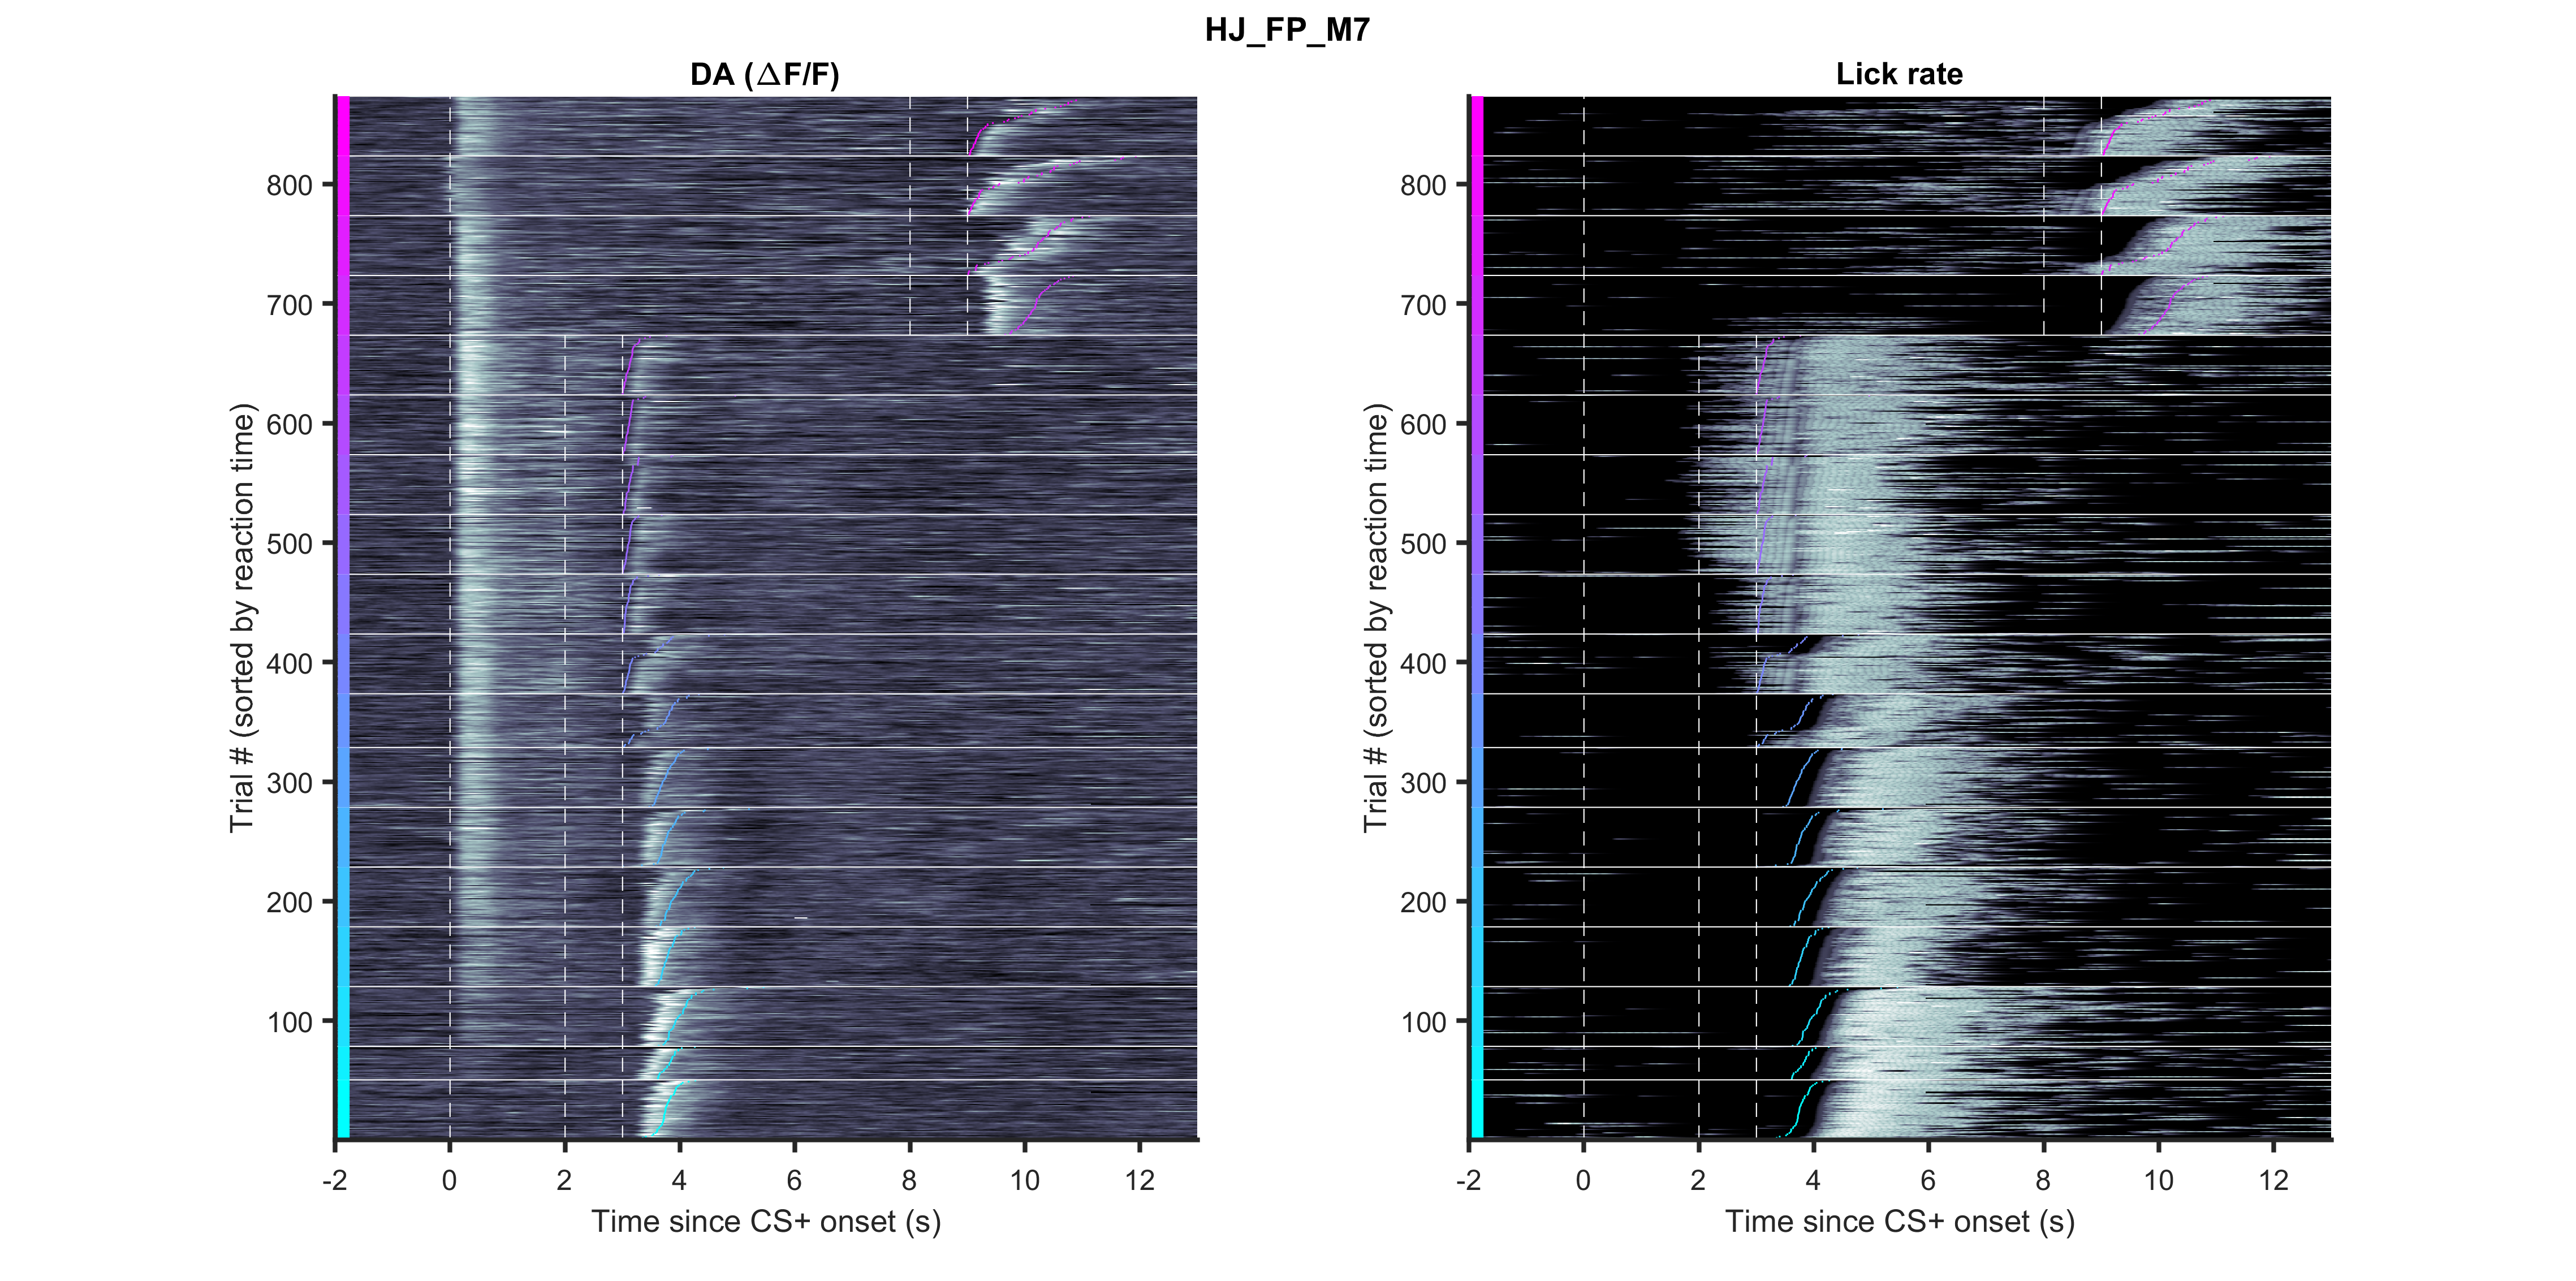 HJ_FP_M7
DA (ΔF/F)
Trial # (sorted by reaction time)
800
700
600
500
400
300
200
100
-2 0 2 4 6 8 10 12
Time since CS+ onset (s)
Lick rate
Trial # (sorted by reaction time)
800
700
600
500
400
300
200
100
-2 0 2 4 6 8 10 12
Time since CS+ onset (s)